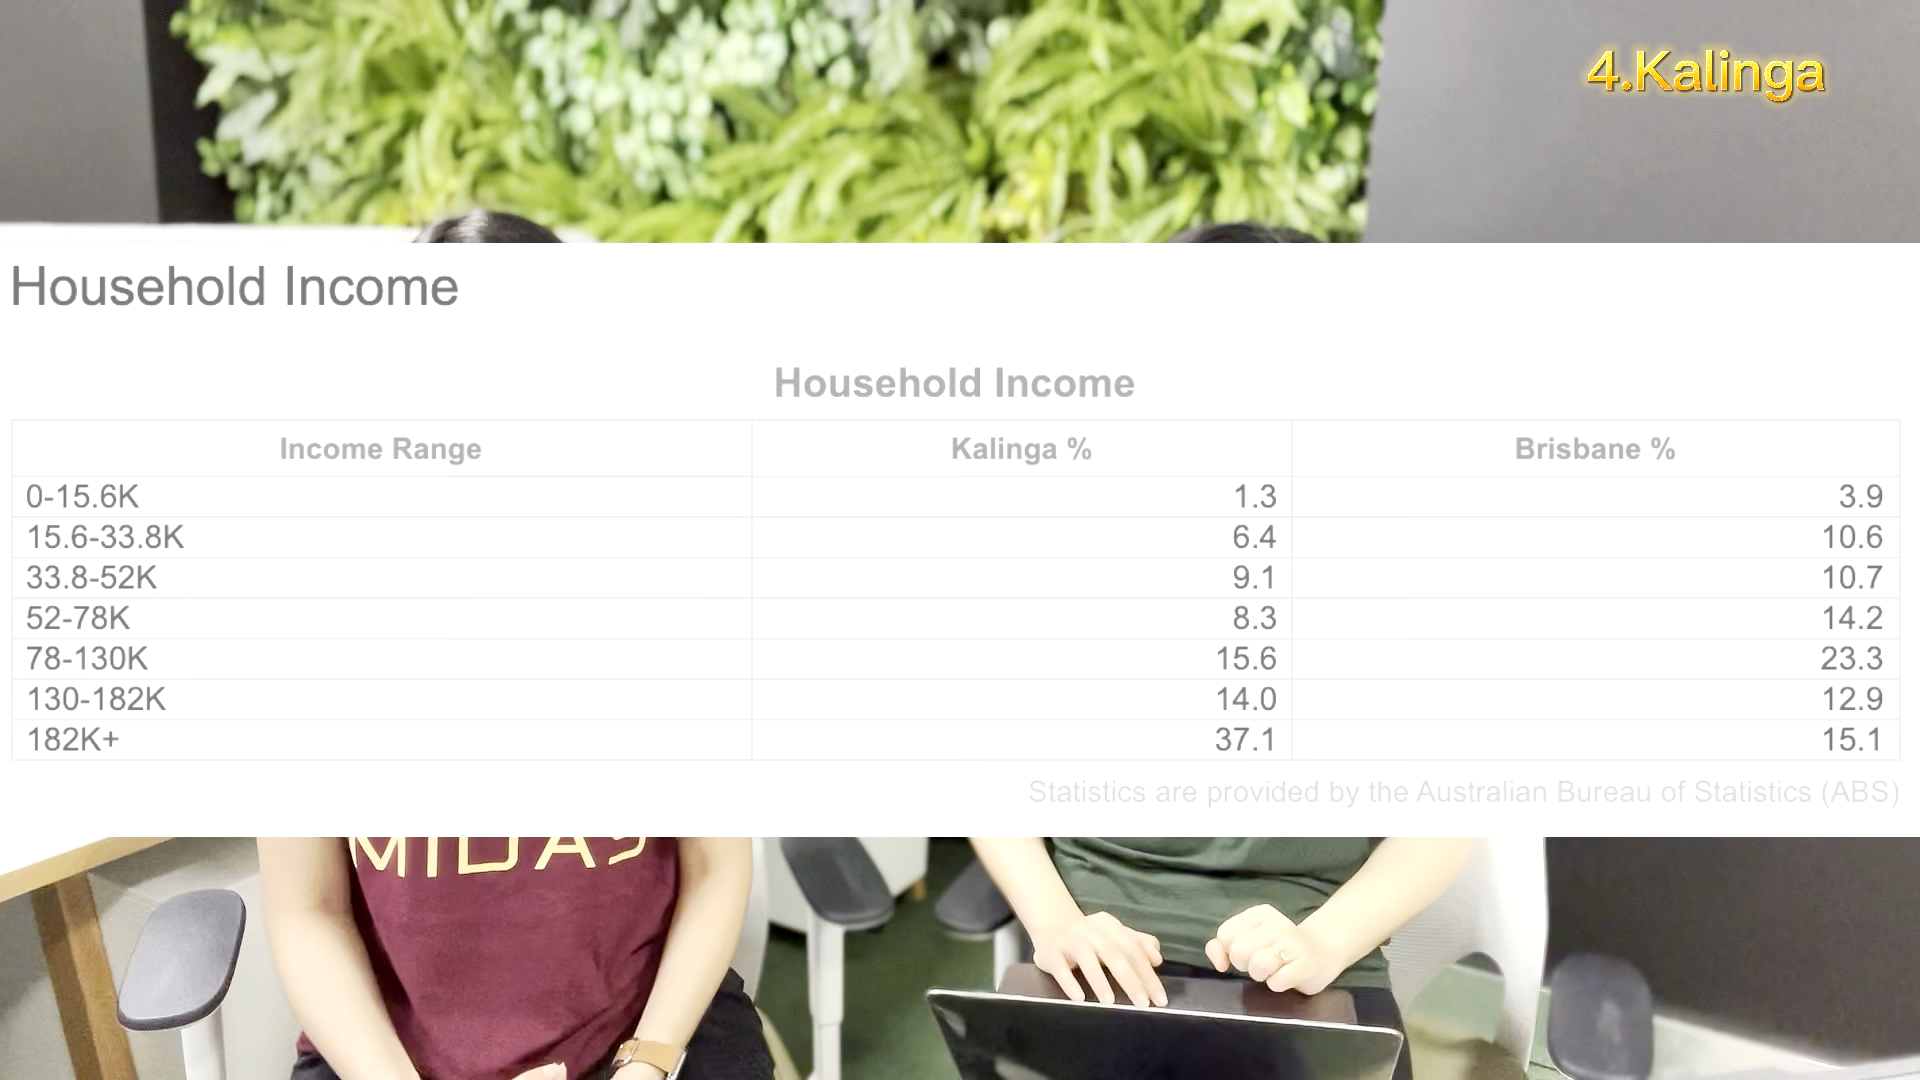 4.Kalinga
Household Income
Household Income
Income Range Kalinga % Brisbane %
0-15.6K 1.3 3.9
15.6-33.8K 6.4 10.6
33.8-52K 9.1 10.7
52-78K 8.3 14.2
78-130K 15.6 23.3
130-182K 14.0 12.9
182K+ 37.1 15.1
Statistics are provided by the Australian Bureau of Statistics (ABS)
MIDAS